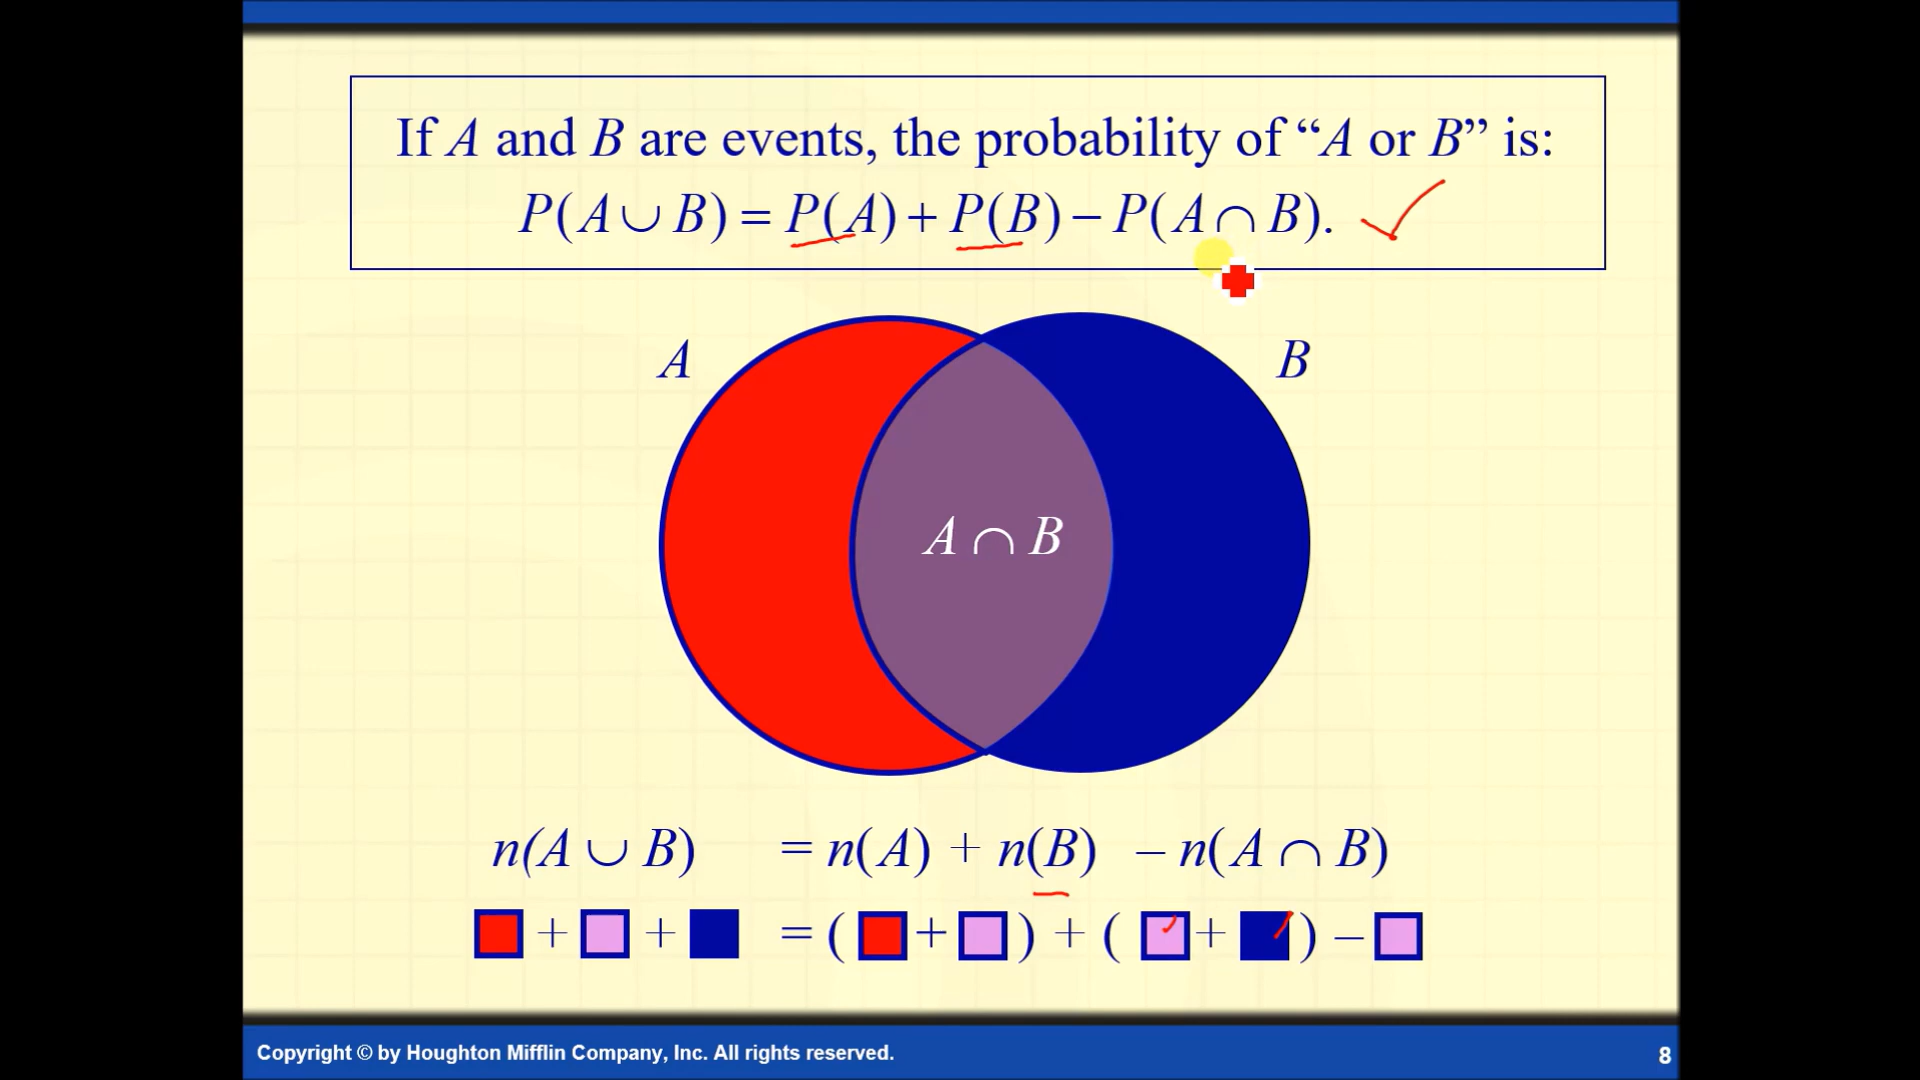 If A and B are events, the probability of “A or B” is:
P(A ∪ B) = P(A) + P(B) − P(A ∩ B).
A
B
A ∩ B
n(A ∪ B) = n(A) + n(B) – n(A ∩ B)
+ + = ( + ) + ( + ) –
Copyright © by Houghton Mifflin Company, Inc. All rights reserved.
8